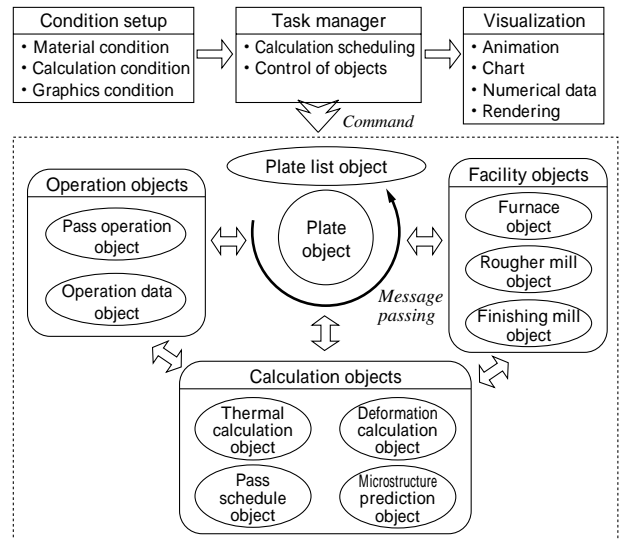 Condition setup
・Material condition
・Calculation condition
・Graphics condition
Task manager
・Calculation scheduling
・Control of objects
Visualization
・Animation
・Chart
・Numerical data
・Rendering
Command
Plate list object
Plate
object
Message
passing
Operation objects
Pass operation
object
Operation data
object
Facility objects
Furnace
object
Rougher mill
object
Finishing mill
object
Calculation objects
Thermal
calculation
object
Deformation
calculation
object
Pass
schedule
object
Microstructure
prediction
object